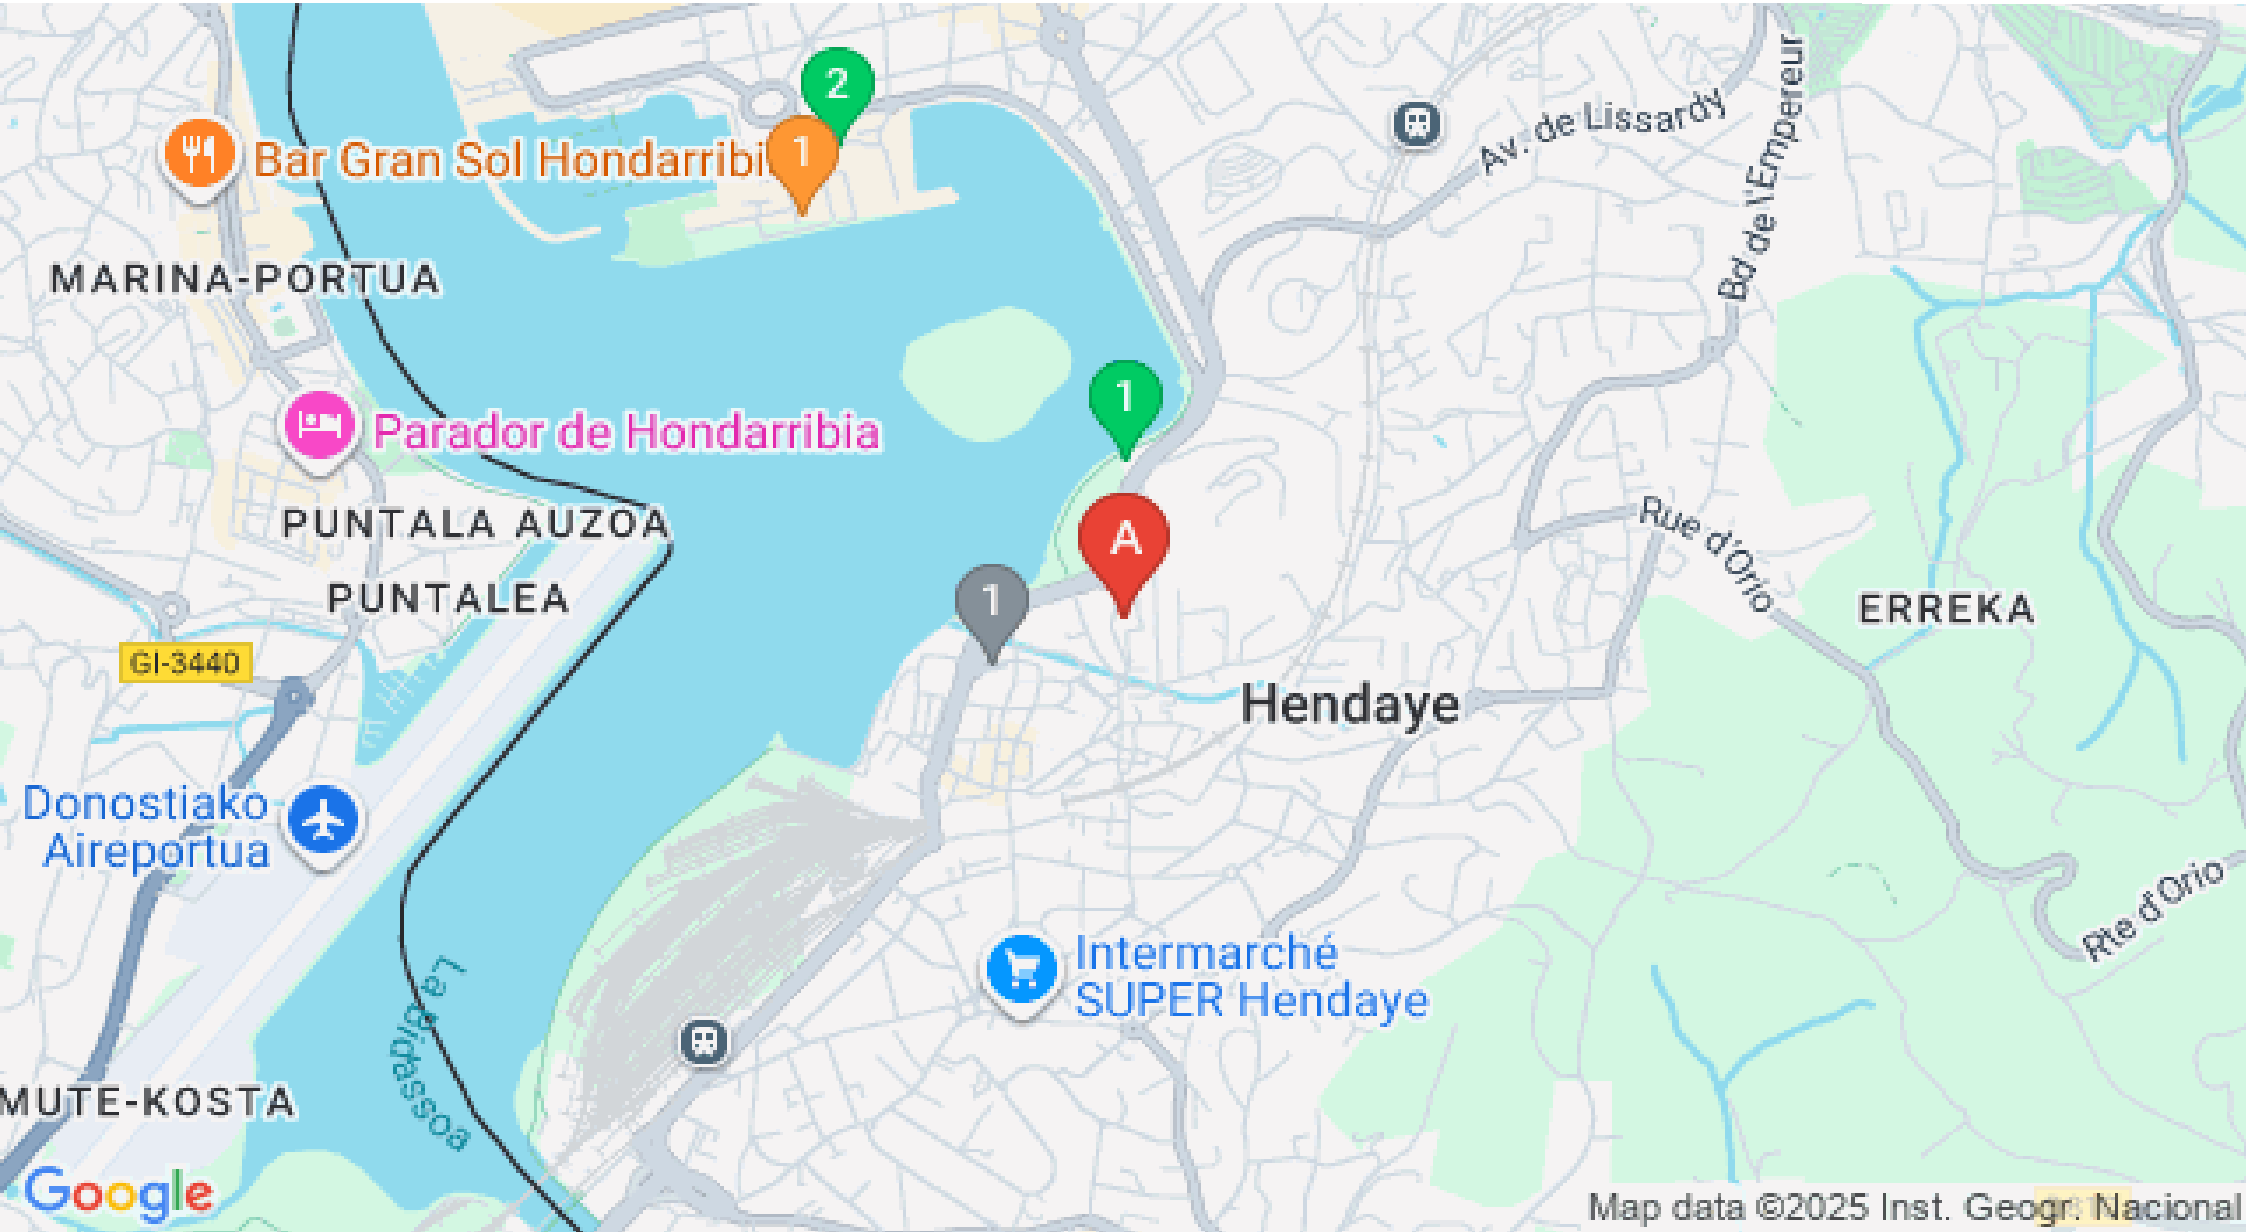 2
1
Bar Gran Sol Hondarribi
Av. de Lissardy
Bd de l'Empereur
MARINA-PORTUA
1
Parador de Hondarribia
PUNTALA AUZOA
A
Rue d'Orio
PUNTALEA
1
ERREKA
GI-3440
Hendaye
Donostiako
Aireportua
Intermarché
SUPER Hendaye
Rte d'Orio
La Bidassoa
MUTE-KOSTA
Google
Map data ©2025 Inst. Geogr. Nacional